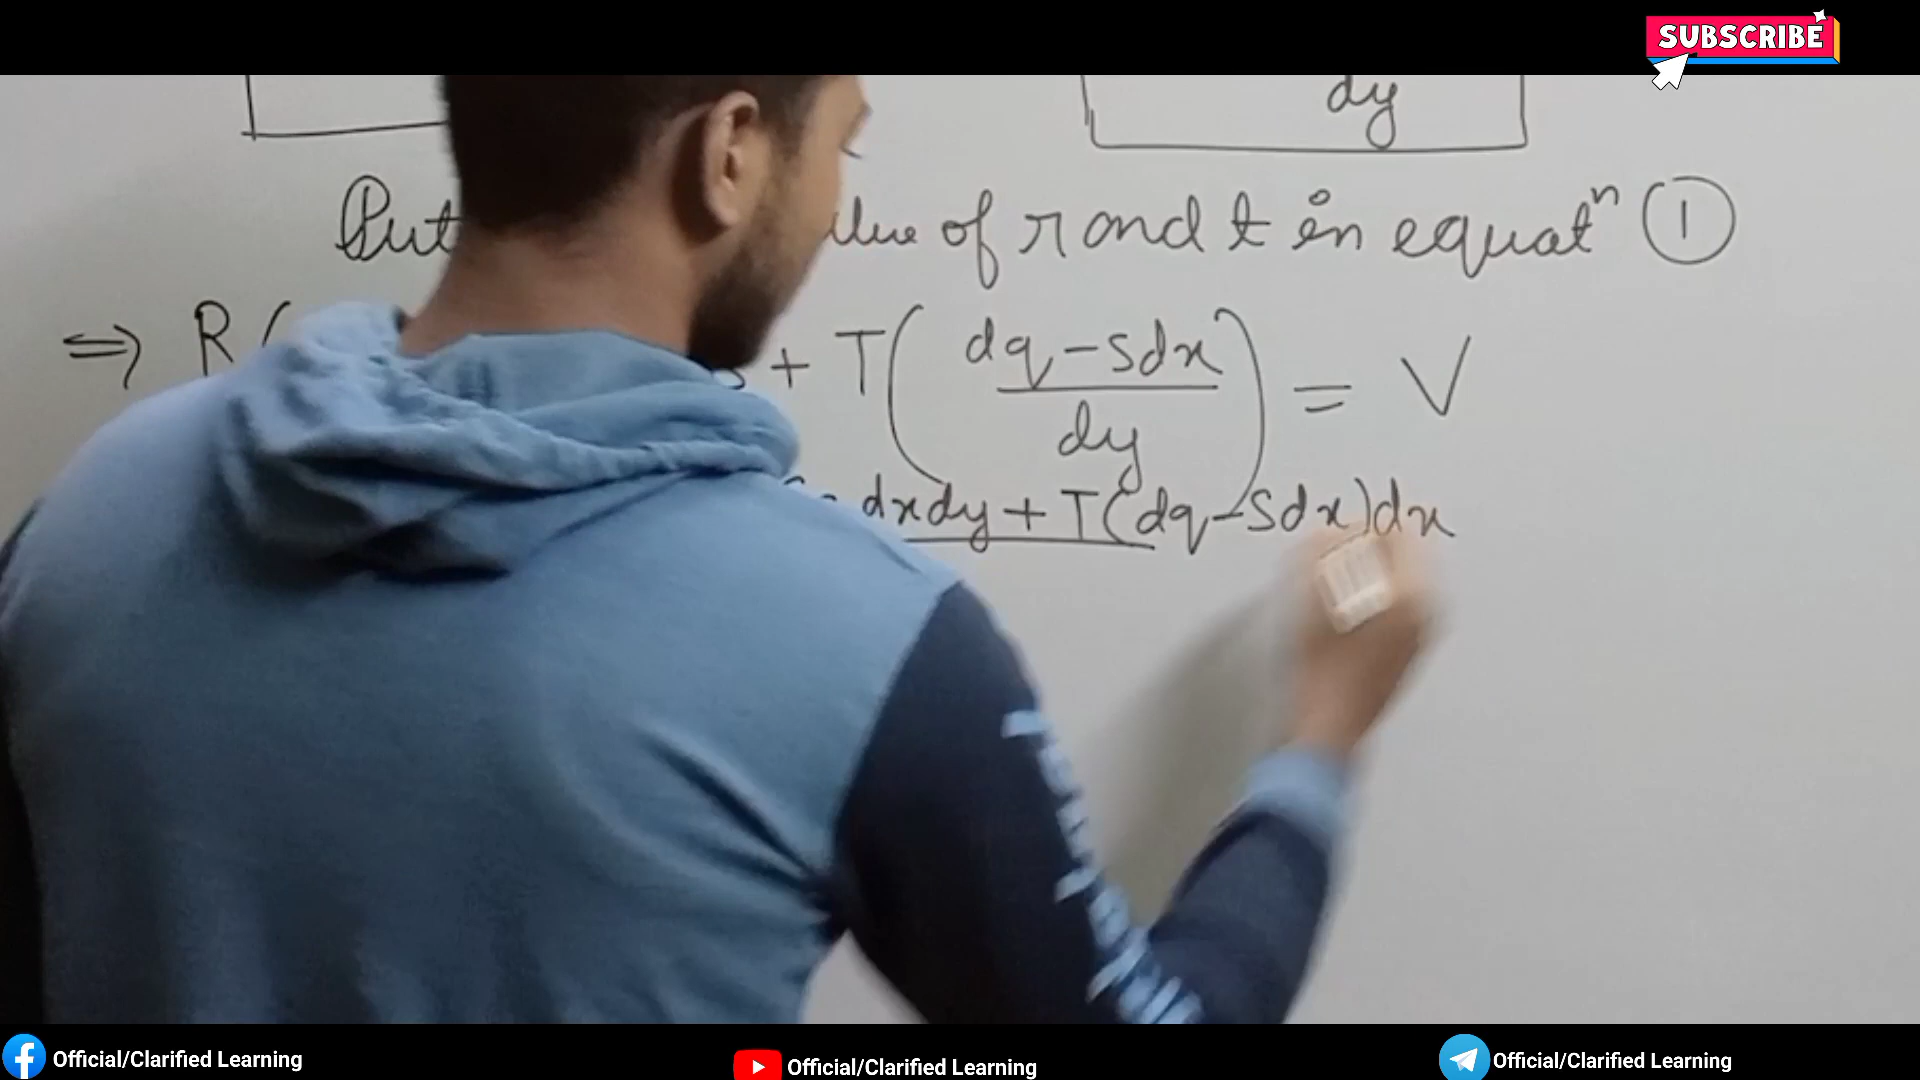 SUBSCRIBE
dy
Put of r and t in equatⁿ ①
⇒ R( + T( dq - sdx / dy ) = V
dxdy + T(dq - sdx)dx
Official/Clarified Learning
Official/Clarified Learning
Official/Clarified Learning